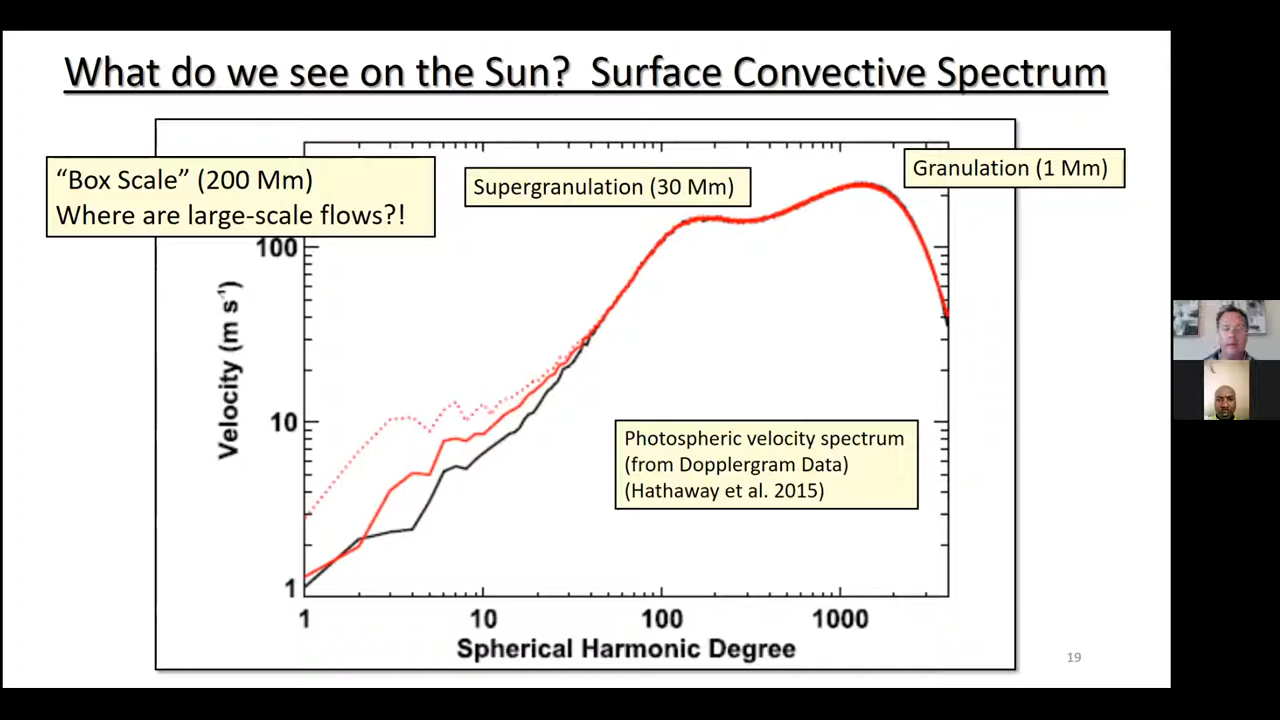 What do we see on the Sun? Surface Convective Spectrum
“Box Scale” (200 Mm)
Where are large-scale flows?!
Supergranulation (30 Mm)
Granulation (1 Mm)
100
10
1
Velocity (m s⁻¹)
Photospheric velocity spectrum
(from Dopplergram Data)
(Hathaway et al. 2015)
1 10 100 1000
Spherical Harmonic Degree
19